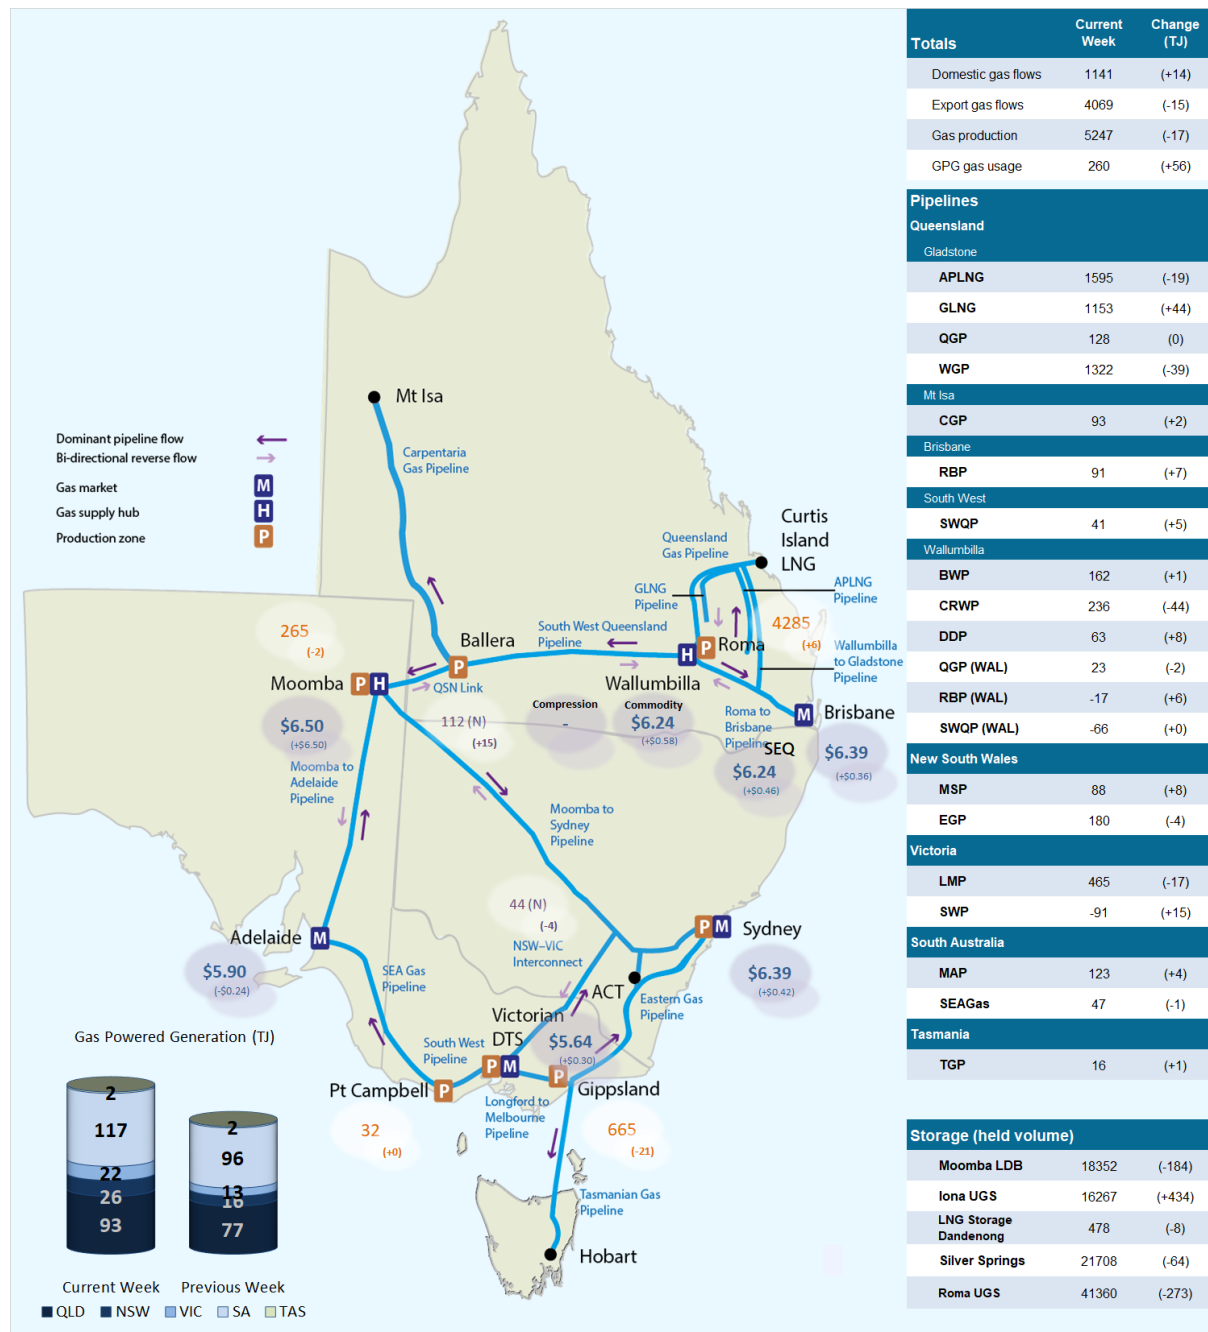 Mt Isa
Dominant pipeline flow
Bi-directional reverse flow
Gas market M
Gas supply hub H
Production zone P
Carpentaria
Gas Pipeline
Curtis
Island
LNG
Queensland
Gas Pipeline
GLNG
Pipeline
APLNG
Pipeline
265
(-2)
Ballera
P
South West Queensland
Pipeline
4285
(+6)
H P Roma
Wallumbilla
to Gladstone
Pipeline
Moomba P H
QSN Link
Wallumbilla
$6.50
(+$6.50)
112 (N)
(+15)
Compression
-
Commodity
$6.24
(+$0.58)
Roma to
Brisbane
Pipeline
M Brisbane
SEQ
$6.24
(+$0.46)
$6.39
(+$0.36)
Moomba to
Adelaide
Pipeline
Moomba to
Sydney
Pipeline
44 (N)
(-4)
NSW–VIC
Interconnect
P M Sydney
$6.39
(+$0.42)
Adelaide M
$5.90
(-$0.24)
SEA Gas
Pipeline
ACT
Eastern Gas
Pipeline
Victorian
DTS
P M
$5.64
(+$0.30)
South West
Pipeline
Pt Campbell P
P
Gippsland
Longford to
Melbourne
Pipeline
32
(+0)
665
(-21)
Tasmanian Gas
Pipeline
Hobart
Gas Powered Generation (TJ)
2
117
22
26
93
2
96
13
16
77
Current Week Previous Week
QLD NSW VIC SA TAS
Totals Current Week Change (TJ)
Domestic gas flows 1141 (+14)
Export gas flows 4069 (-15)
Gas production 5247 (-17)
GPG gas usage 260 (+56)
Pipelines
Queensland
Gladstone
APLNG 1595 (-19)
GLNG 1153 (+44)
QGP 128 (0)
WGP 1322 (-39)
Mt Isa
CGP 93 (+2)
Brisbane
RBP 91 (+7)
South West
SWQP 41 (+5)
Wallumbilla
BWP 162 (+1)
CRWP 236 (-44)
DDP 63 (+8)
QGP (WAL) 23 (-2)
RBP (WAL) -17 (+6)
SWQP (WAL) -66 (+0)
New South Wales
MSP 88 (+8)
EGP 180 (-4)
Victoria
LMP 465 (-17)
SWP -91 (+15)
South Australia
MAP 123 (+4)
SEAGas 47 (-1)
Tasmania
TGP 16 (+1)
Storage (held volume)
Moomba LDB 18352 (-184)
Iona UGS 16267 (+434)
LNG Storage
Dandenong 478 (-8)
Silver Springs 21708 (-64)
Roma UGS 41360 (-273)